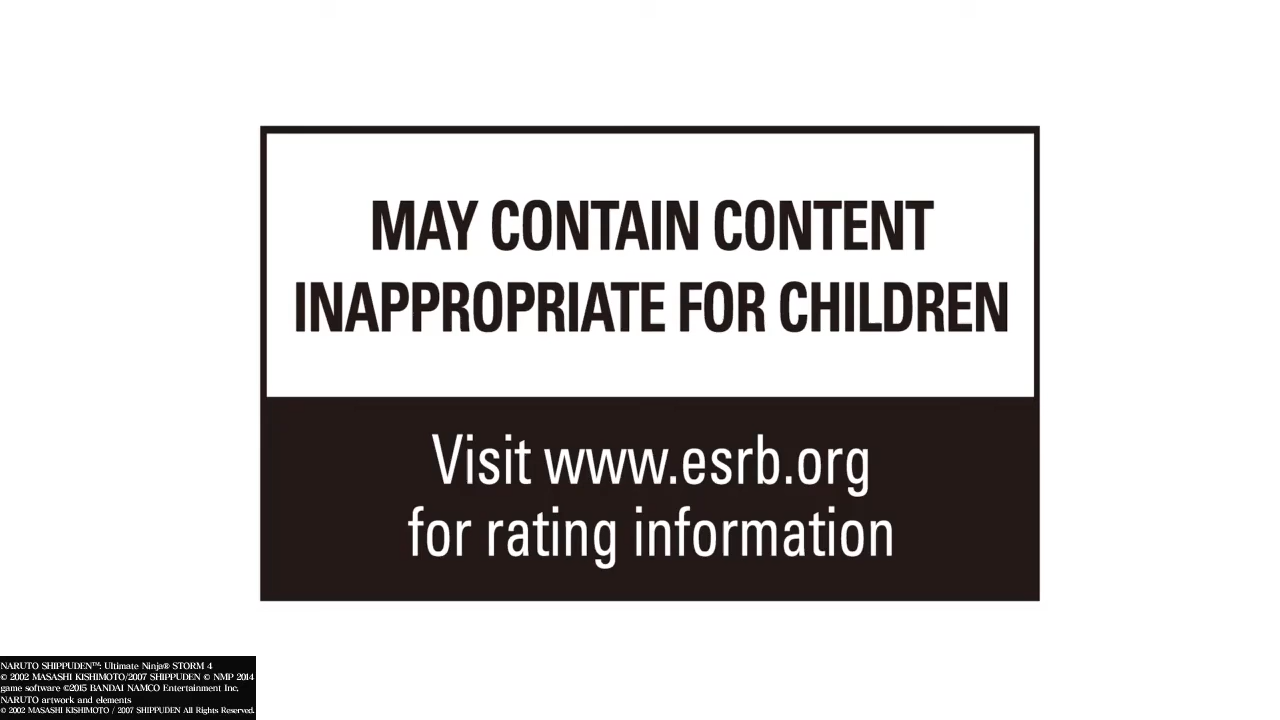 MAY CONTAIN CONTENT
INAPPROPRIATE FOR CHILDREN
Visit www.esrb.org
for rating information
NARUTO SHIPPUDEN™: Ultimate Ninja® STORM 4
© 2002 MASASHI KISHIMOTO/2007 SHIPPUDEN © NMP 2014
game software ©2015 BANDAI NAMCO Entertainment Inc.
NARUTO artwork and elements
© 2002 MASASHI KISHIMOTO / 2007 SHIPPUDEN All Rights Reserved.